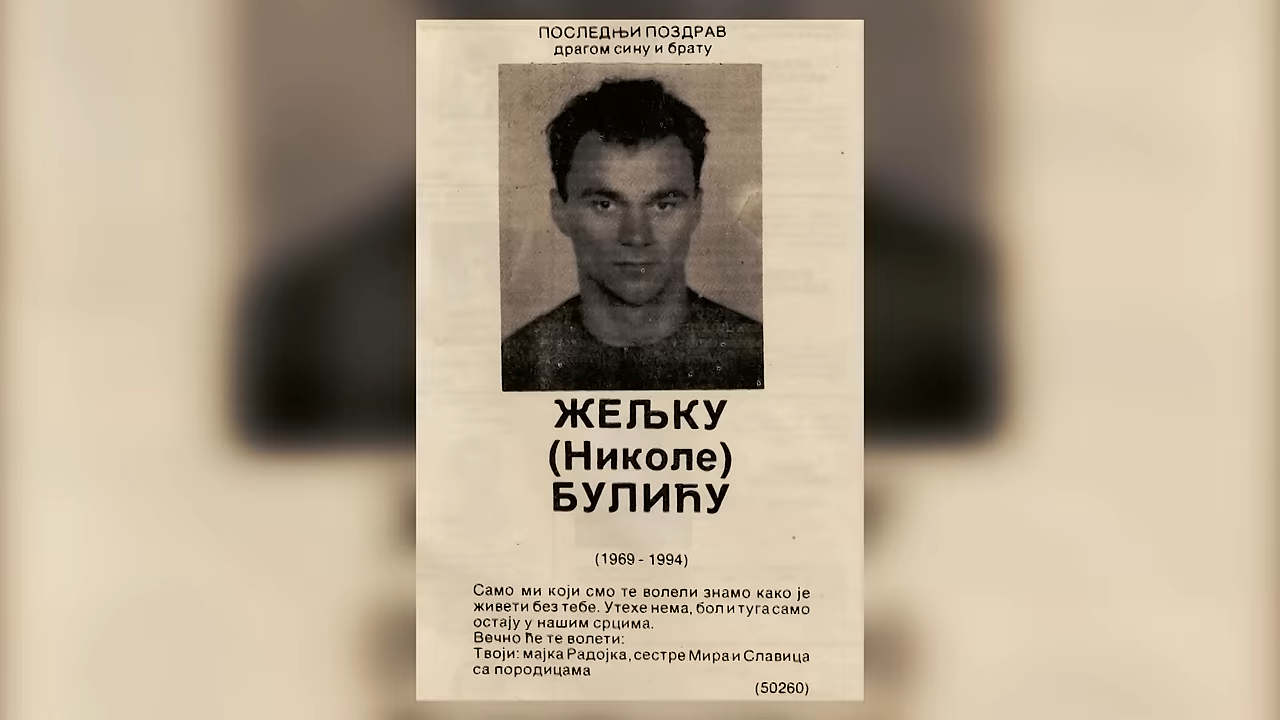 ПОСЛЕДЊИ ПОЗДРАВ
драгом сину и брату
ЖЕЉКУ
(Николе)
БУЛИЋУ
(1969 - 1994)
Само ми који смо те волели знамо како је
живети без тебе. Утехе нема, бол и туга само
остају у нашим срцима.
Вечно ће те волети:
Твоји: мајка Радојка, сестре Мира и Славица
са породицама
(50260)